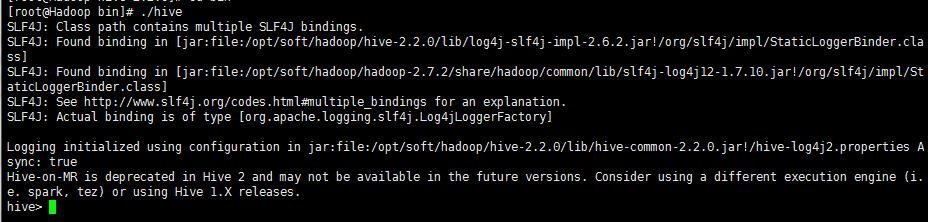 [root@Hadoop bin]# ./hive
SLF4J: Class path contains multiple SLF4J bindings.
SLF4J: Found binding in [jar:file:/opt/soft/hadoop/hive-2.2.0/lib/log4j-slf4j-impl-2.6.2.jar!/org/slf4j/impl/StaticLoggerBinder.cla
ss]
SLF4J: Found binding in [jar:file:/opt/soft/hadoop/hadoop-2.7.2/share/hadoop/common/lib/slf4j-log4j12-1.7.10.jar!/org/slf4j/impl/St
aticLoggerBinder.class]
SLF4J: See http://www.slf4j.org/codes.html#multiple_bindings for an explanation.
SLF4J: Actual binding is of type [org.apache.logging.slf4j.Log4jLoggerFactory]
Logging initialized using configuration in jar:file:/opt/soft/hadoop/hive-2.2.0/lib/hive-common-2.2.0.jar!/hive-log4j2.properties A
sync: true
Hive-on-MR is deprecated in Hive 2 and may not be available in the future versions. Consider using a different execution engine (i.
e. spark, tez) or using Hive 1.X releases.
hive>